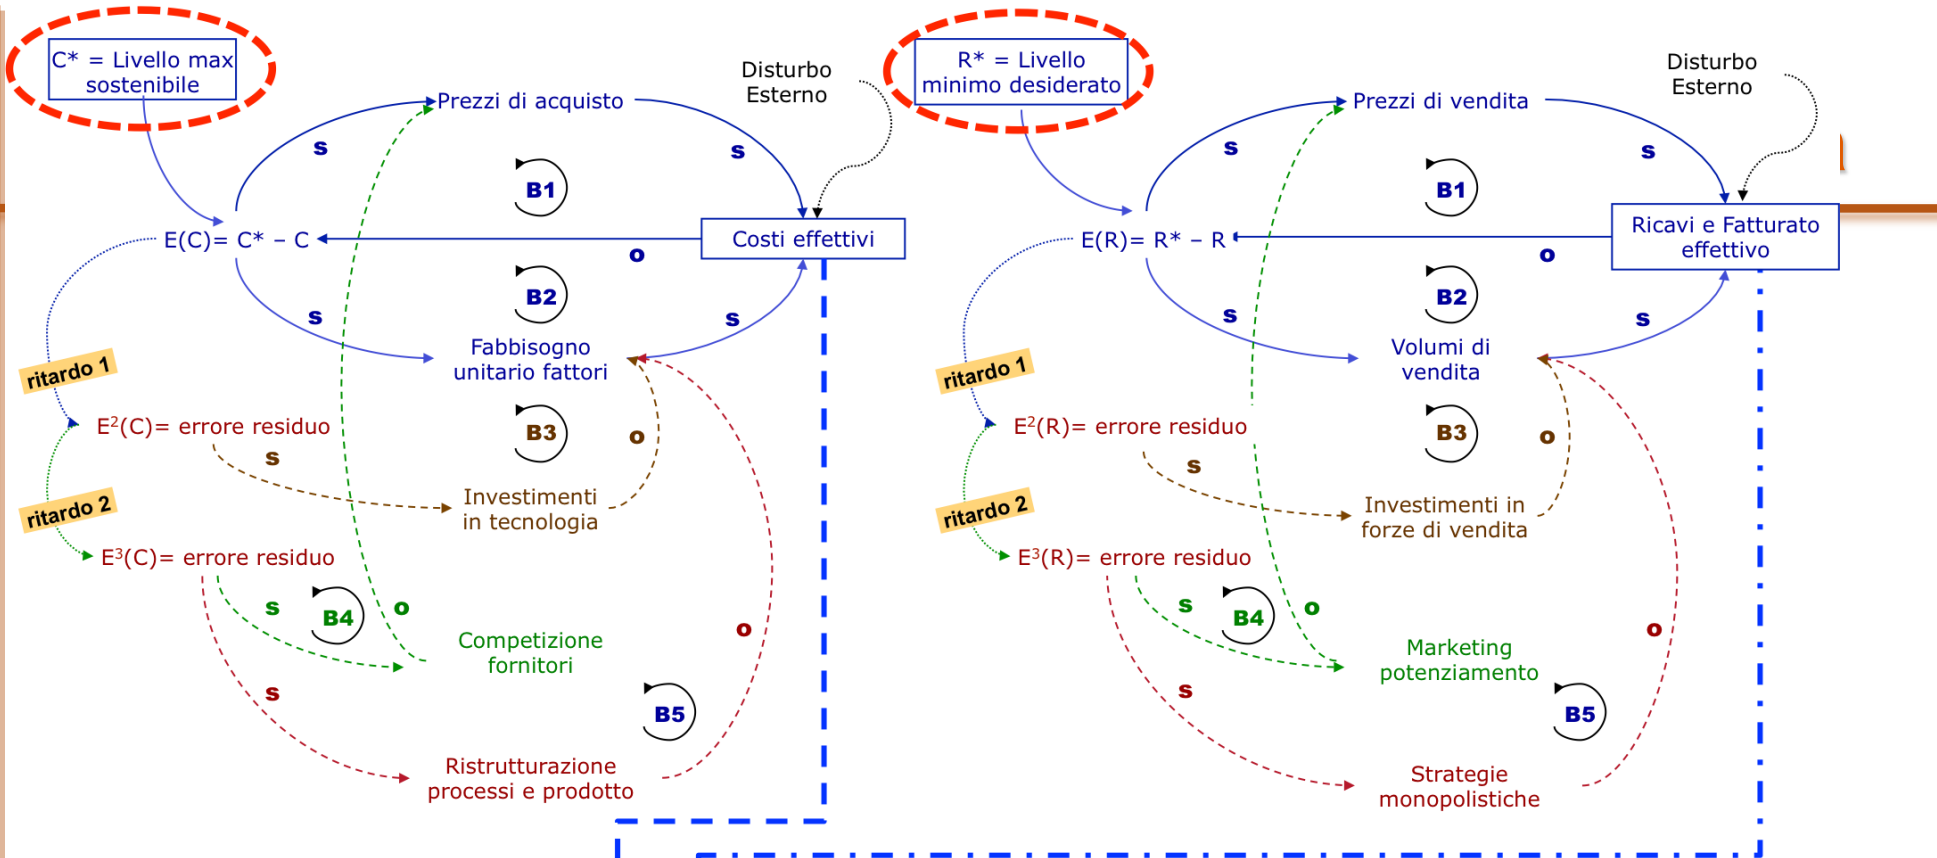 C* = Livello max
sostenibile
Prezzi di acquisto
Disturbo
Esterno
s
s
B1
E(C)= C* – C
Costi effettivi
o
B2
s
s
Fabbisogno
unitario fattori
ritardo 1
E²(C)= errore residuo
B3
o
s
Investimenti
in tecnologia
ritardo 2
E³(C)= errore residuo
s
B4
o
Competizione
fornitori
o
s
B5
Ristrutturazione
processi e prodotto
R* = Livello
minimo desiderato
Prezzi di vendita
Disturbo
Esterno
s
s
B1
E(R)= R* – R
Ricavi e Fatturato
effettivo
o
B2
s
s
Volumi di
vendita
ritardo 1
E²(R)= errore residuo
B3
o
s
Investimenti in
forze di vendita
ritardo 2
E³(R)= errore residuo
s
B4
o
Marketing
potenziamento
o
s
B5
Strategie
monopolistiche